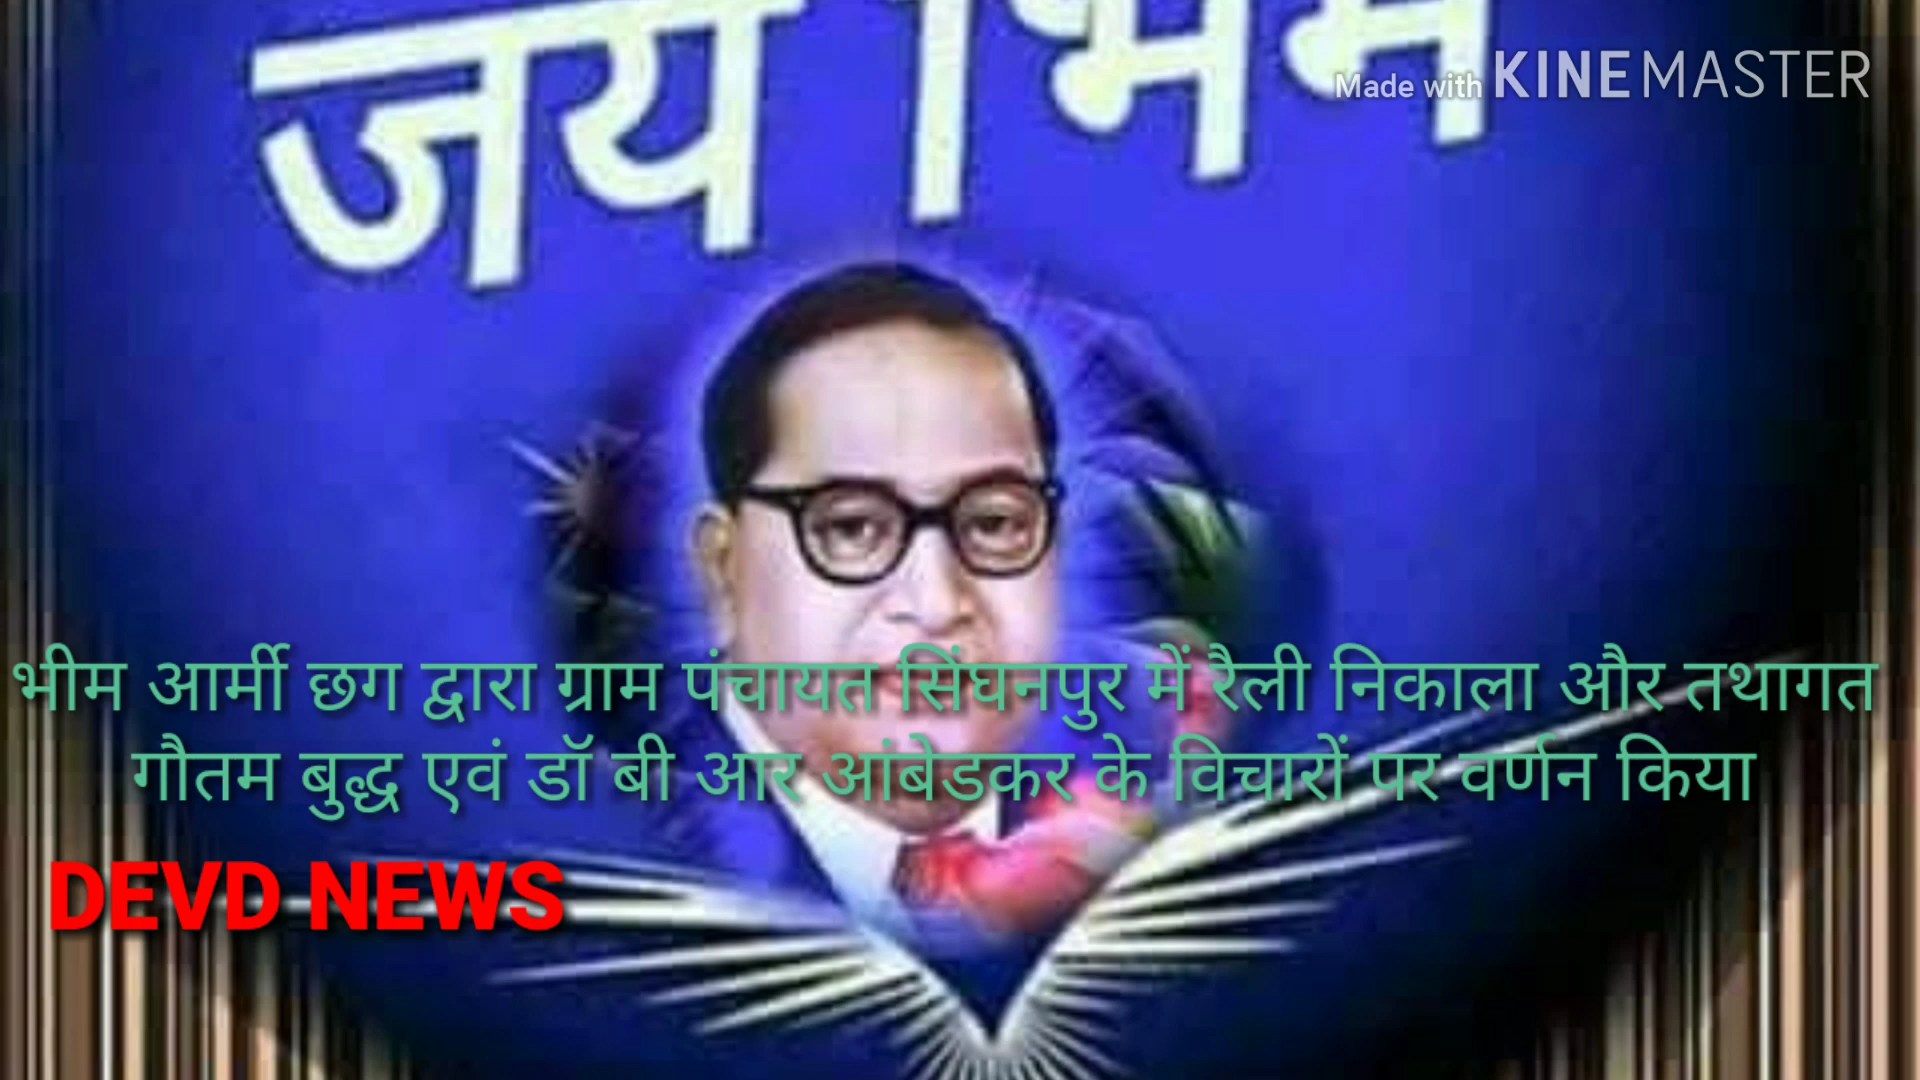 जय भिम
Made with KINEMASTER
भीम आर्मी छग द्वारा ग्राम पंचायत सिंघनपुर में रैली निकाला और तथागत
गौतम बुद्ध एवं डॉ बी आर आंबेडकर के विचारों पर वर्णन किया
DEVD NEWS